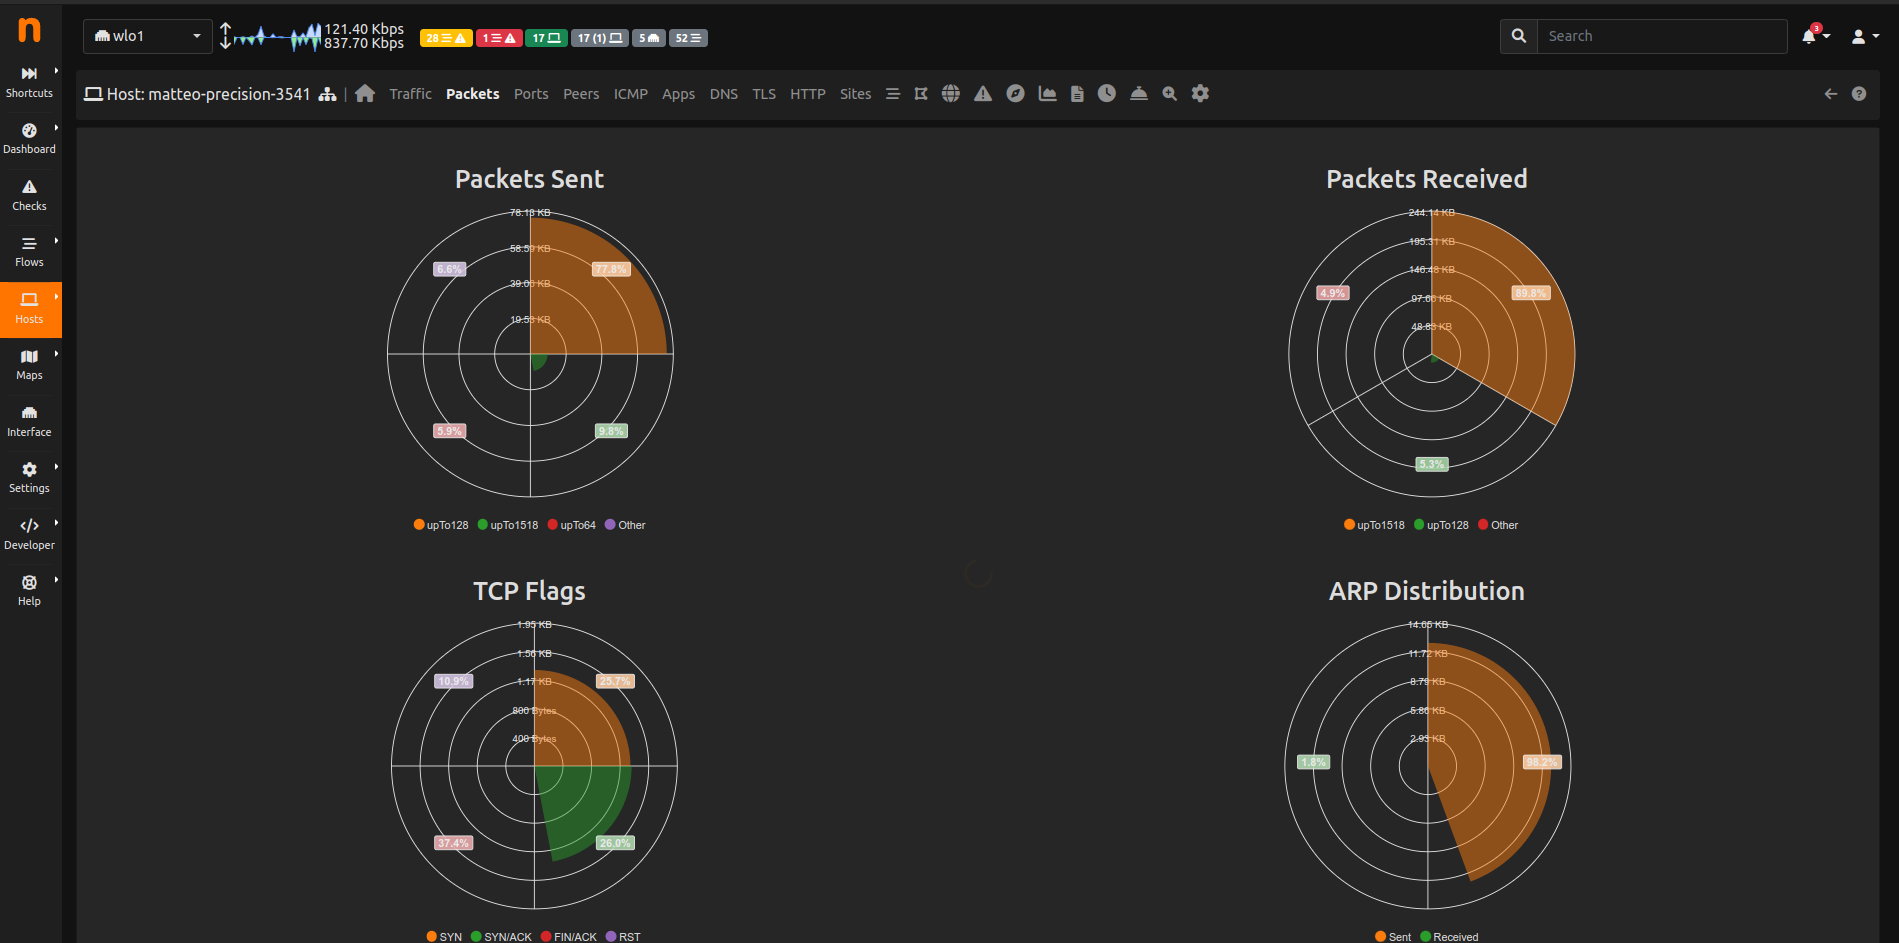 n
wlo1
121.40 Kbps
837.70 Kbps
28
1
17
17 (1)
5
52
Search
3
Shortcuts
Dashboard
Checks
Flows
Hosts
Maps
Interface
Settings
Developer
Help
Host: matteo-precision-3541 | Traffic Packets Ports Peers ICMP Apps DNS TLS HTTP Sites
Packets Sent
78.13 KB
58.59 KB
39.06 KB
19.53 KB
6.6%
77.8%
5.9%
9.8%
upTo128 upTo1518 upTo64 Other
Packets Received
244.14 KB
195.31 KB
146.48 KB
97.66 KB
48.83 KB
4.9%
89.8%
5.3%
upTo1518 upTo128 Other
TCP Flags
1.95 KB
1.56 KB
1.17 KB
800 Bytes
400 Bytes
10.9%
25.7%
37.4%
26.0%
SYN SYN/ACK FIN/ACK RST
ARP Distribution
14.65 KB
11.72 KB
8.79 KB
5.86 KB
2.93 KB
1.8%
98.2%
Sent Received